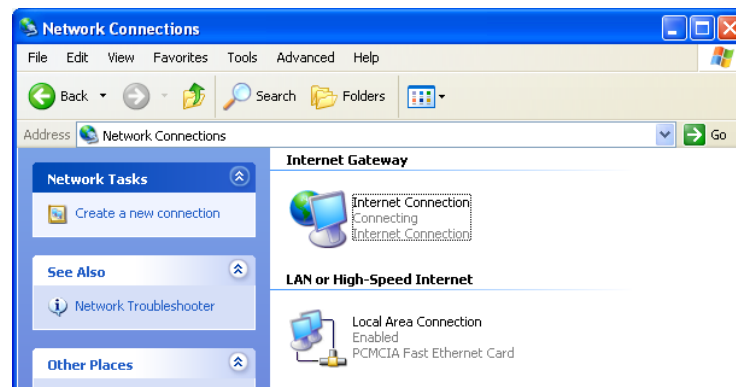 Network Connections
File Edit View Favorites Tools Advanced Help
Back Search Folders
Address Network Connections Go
Network Tasks
Create a new connection
See Also
Network Troubleshooter
Other Places
Internet Gateway
Internet Connection
Connecting
Internet Connection
LAN or High-Speed Internet
Local Area Connection
Enabled
PCMCIA Fast Ethernet Card